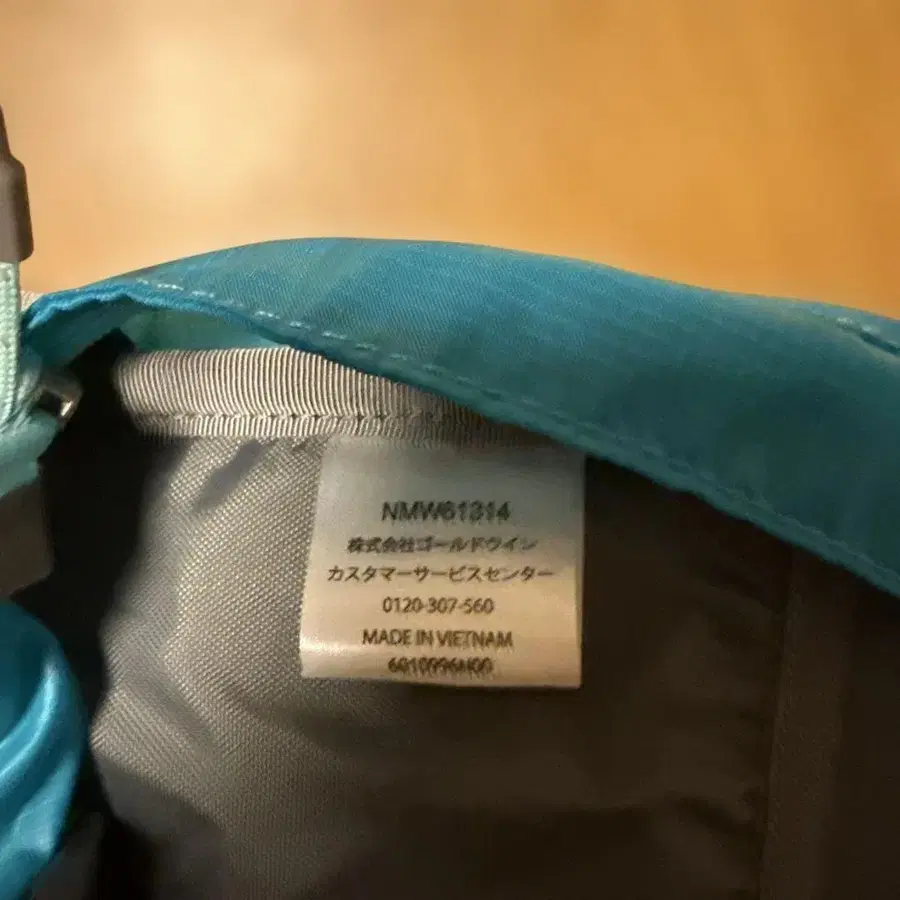 NMW61314
株式会社ゴールドウイン
カスタマーサービスセンター
0120-307-560
MADE IN VIETNAM
6010996N00